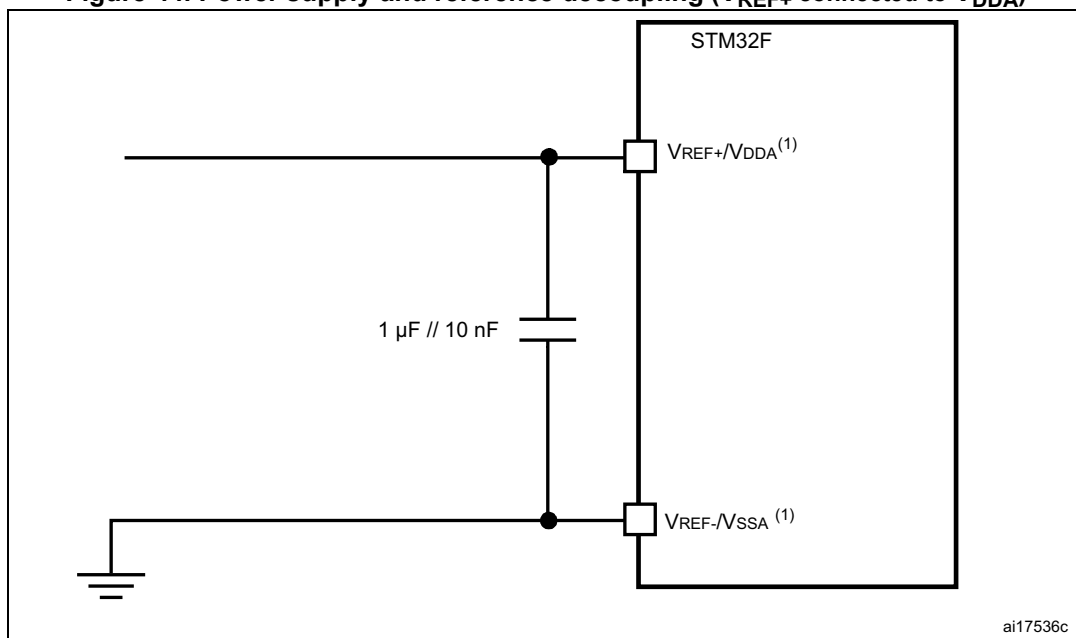 STM32F
VREF+/VDDA(1)
1 µF // 10 nF
VREF-/VSSA (1)
ai17536c